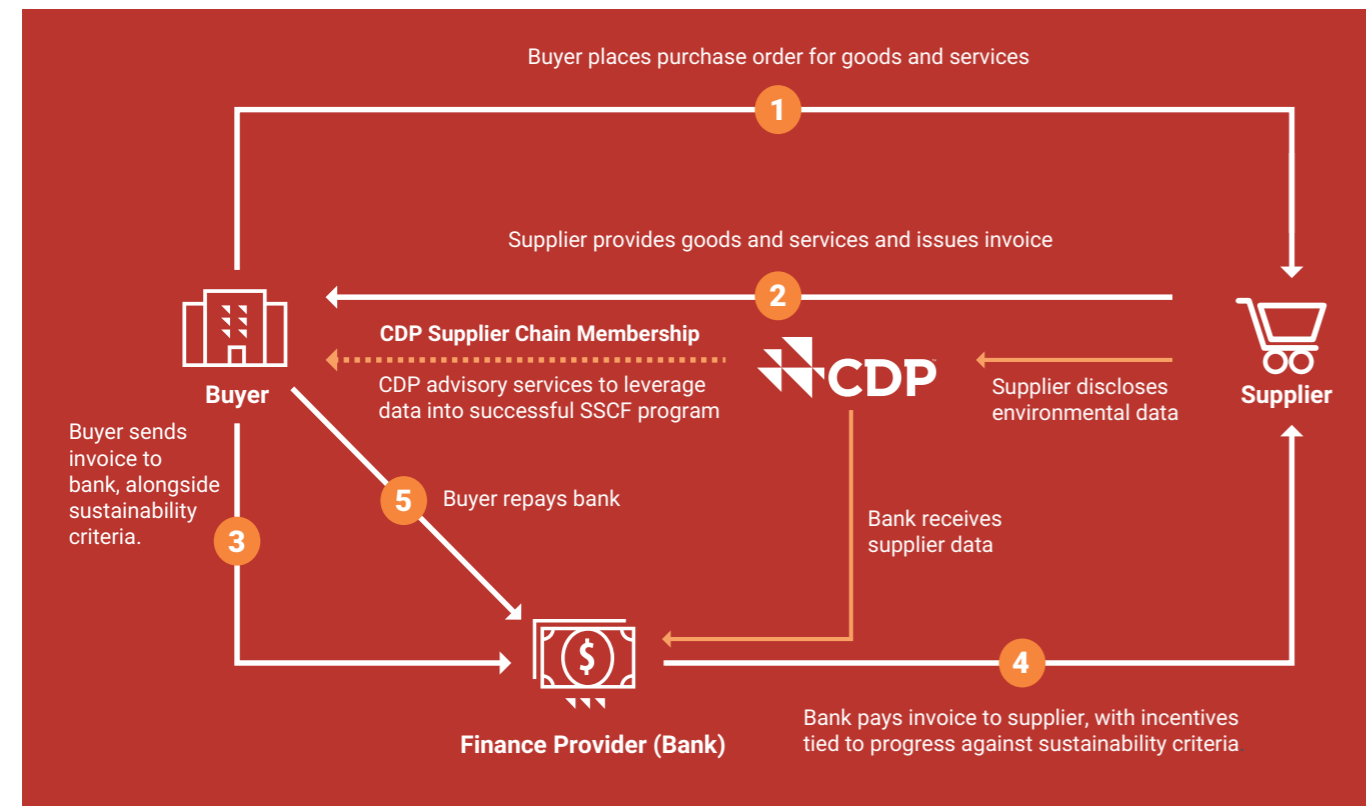 Buyer places purchase order for goods and services
1
Supplier provides goods and services and issues invoice
2
CDP Supplier Chain Membership
CDP advisory services to leverage
data into successful SSCF program
CDP
Supplier discloses
environmental data
Buyer
Supplier
Buyer sends
invoice to
bank, alongside
sustainability
criteria.
3
5
Buyer repays bank
Bank receives
supplier data
$
4
Finance Provider (Bank)
Bank pays invoice to supplier, with incentives
tied to progress against sustainability criteria